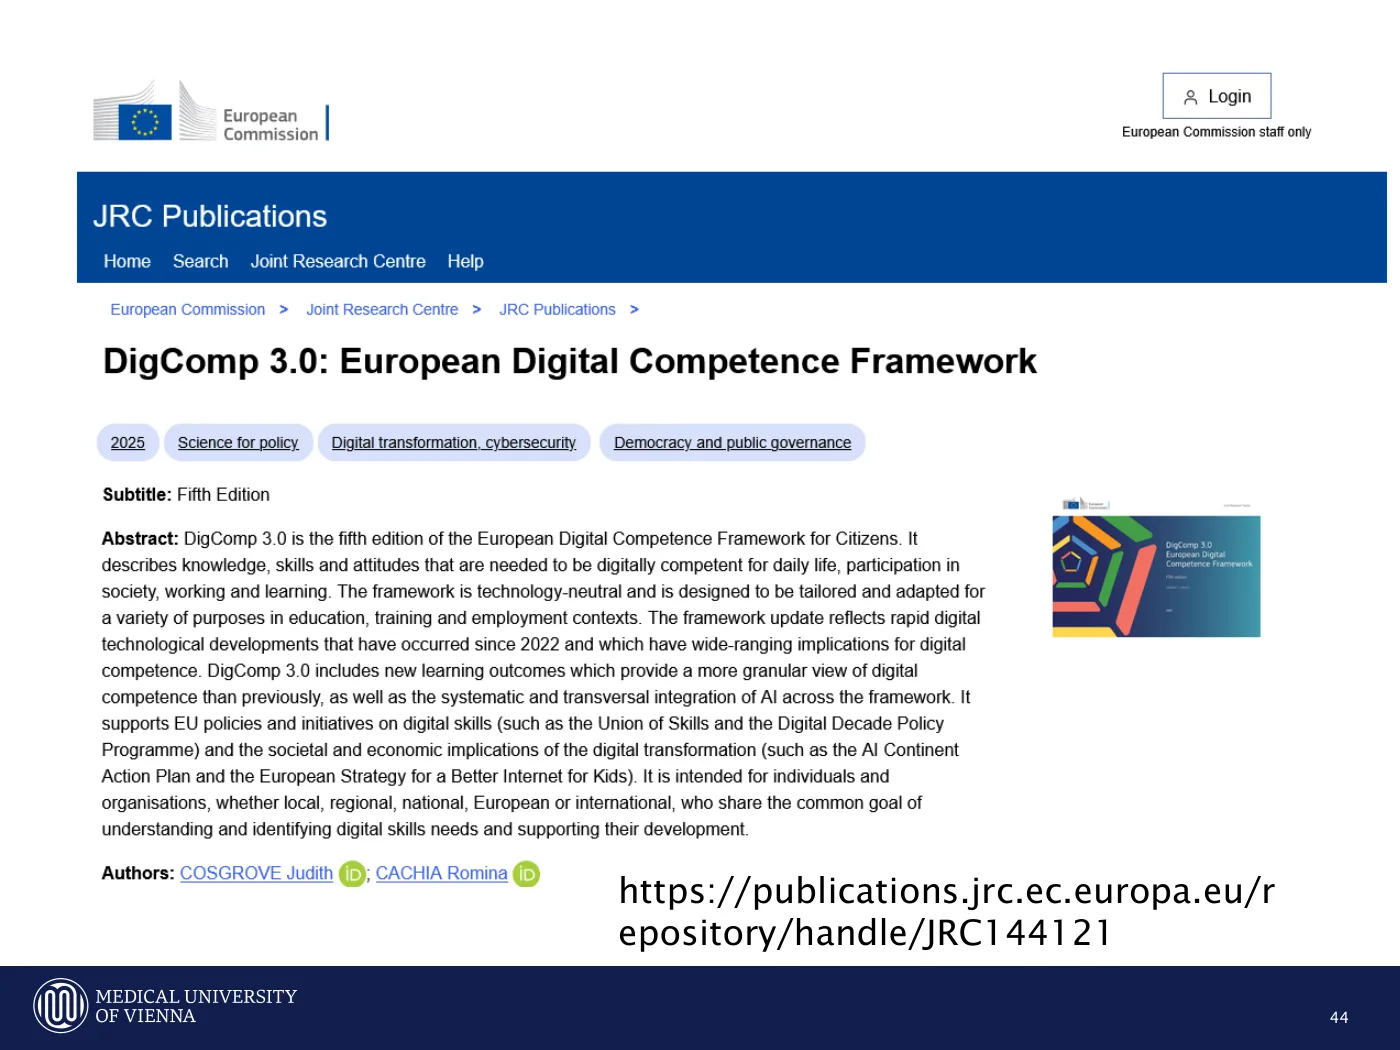 European
Commission
Login
European Commission staff only
JRC Publications
Home Search Joint Research Centre Help
European Commission > Joint Research Centre > JRC Publications >
DigComp 3.0: European Digital Competence Framework
2025 Science for policy Digital transformation, cybersecurity Democracy and public governance
Subtitle: Fifth Edition
Abstract: DigComp 3.0 is the fifth edition of the European Digital Competence Framework for Citizens. It
describes knowledge, skills and attitudes that are needed to be digitally competent for daily life, participation in
society, working and learning. The framework is technology-neutral and is designed to be tailored and adapted for
a variety of purposes in education, training and employment contexts. The framework update reflects rapid digital
technological developments that have occurred since 2022 and which have wide-ranging implications for digital
competence. DigComp 3.0 includes new learning outcomes which provide a more granular view of digital
competence than previously, as well as the systematic and transversal integration of AI across the framework. It
supports EU policies and initiatives on digital skills (such as the Union of Skills and the Digital Decade Policy
Programme) and the societal and economic implications of the digital transformation (such as the AI Continent
Action Plan and the European Strategy for a Better Internet for Kids). It is intended for individuals and
organisations, whether local, regional, national, European or international, who share the common goal of
understanding and identifying digital skills needs and supporting their development.
DigComp 3.0
European Digital
Competence Framework
Authors: COSGROVE Judith iD; CACHIA Romina iD
https://publications.jrc.ec.europa.eu/r
epository/handle/JRC144121
MEDICAL UNIVERSITY
OF VIENNA
44